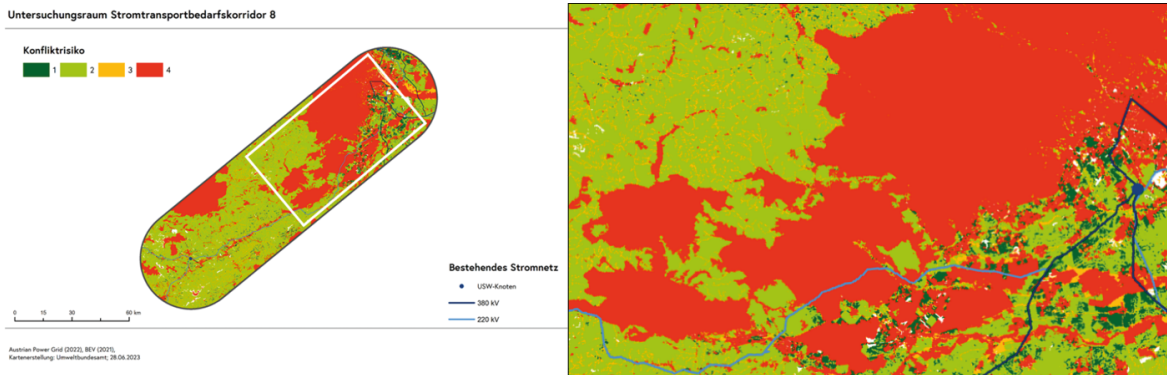 Untersuchungsraum Stromtransportbedarfskorridor 8
Konfliktrisiko
1 2 3 4
Bestehendes Stromnetz
USW-Knoten
380 kV
220 kV
0 15 30 60 km
Austrian Power Grid (2022), BEV (2021),
Kartenerstellung: Umweltbundesamt; 28.06.2023